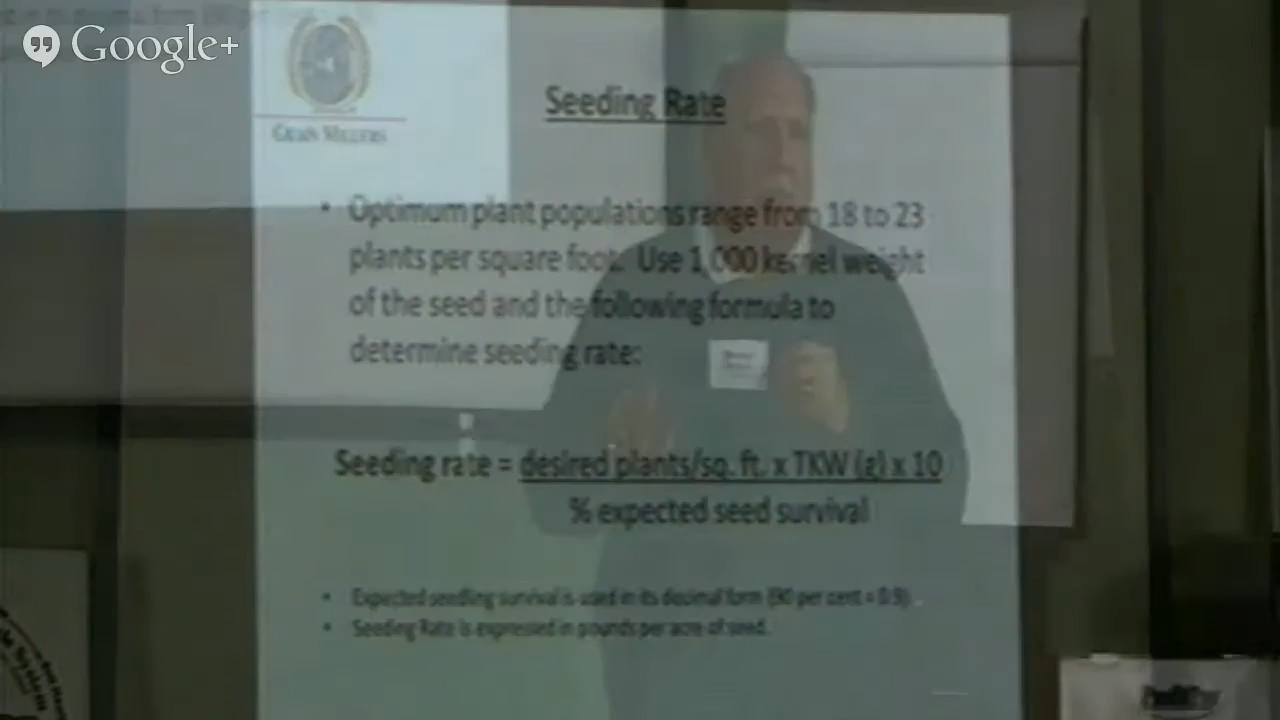 Google+
GRAIN MILLERS
Seeding Rate
• Optimum plant populations range from 18 to 23
plants per square foot. Use 1,000 kernel weight
of the seed and the following formula to
determine seeding rate:
Seeding rate = desired plants/sq. ft. x TKW (g) x 10
% expected seed survival
• Expected seedling survival is used in its decimal form (90 per cent = 0.9).
• Seeding Rate is expressed in pounds per acre of seed.